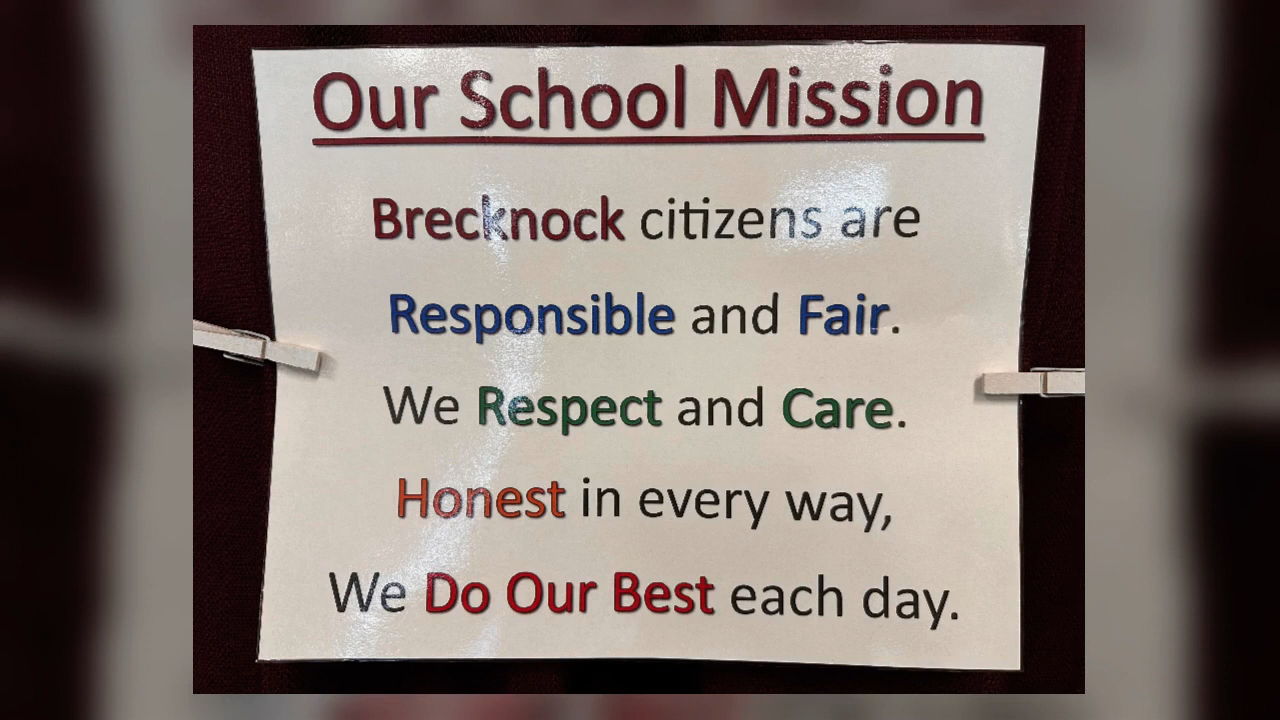 Our School Mission
Brecknock citizens are
Responsible and Fair.
We Respect and Care.
Honest in every way,
We Do Our Best each day.